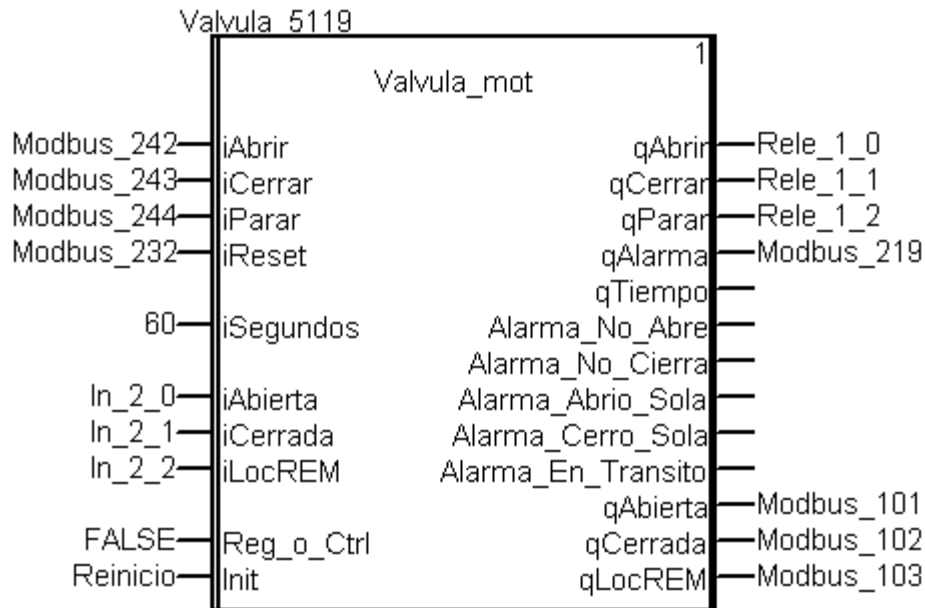 Valvula_5119
1
Valvula_mot
Modbus_242 iAbrir qAbrir Rele_1_0
Modbus_243 iCerrar qCerrar Rele_1_1
Modbus_244 iParar qParar Rele_1_2
Modbus_232 iReset qAlarma Modbus_219
qTiempo
60 iSegundos Alarma_No_Abre
Alarma_No_Cierra
In_2_0 iAbierta Alarma_Abrio_Sola
In_2_1 iCerrada Alarma_Cerro_Sola
In_2_2 iLocREM Alarma_En_Transito
qAbierta Modbus_101
FALSE Reg_o_Ctrl qCerrada Modbus_102
Reinicio Init qLocREM Modbus_103